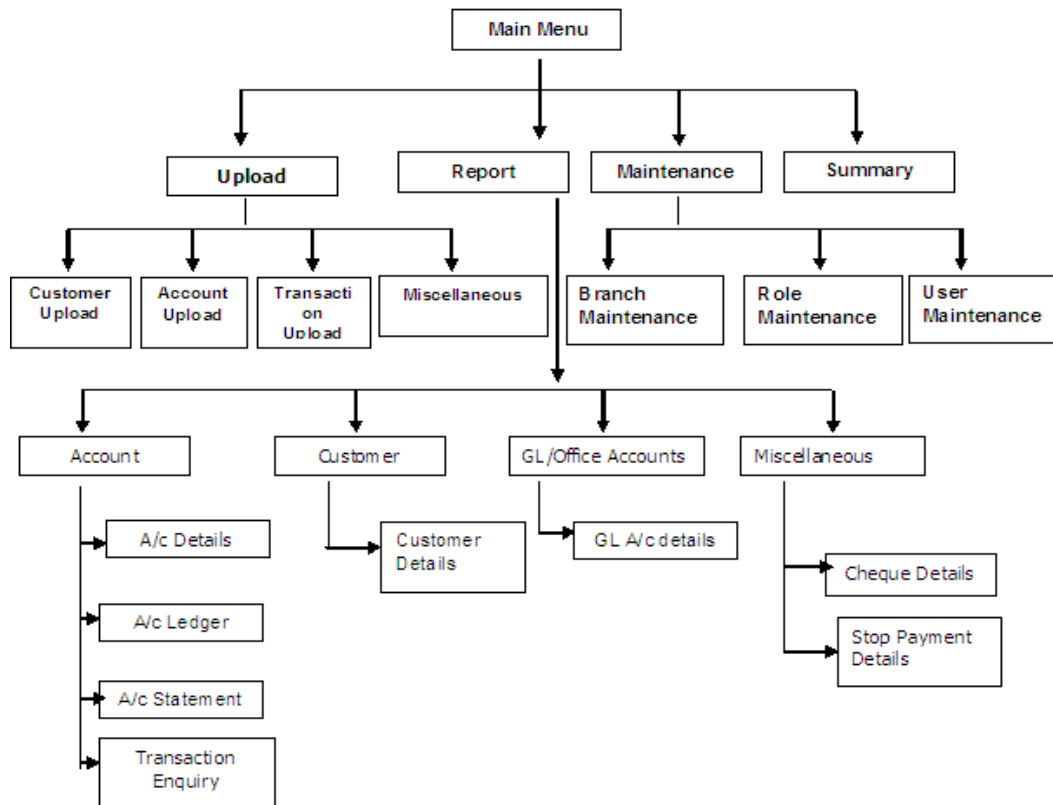 Main Menu
Upload
Report
Maintenance
Summary
Customer
Upload
Account
Upload
Transacti
on
Upload
Miscellaneous
Branch
Maintenance
Role
Maintenance
User
Maintenance
Account
Customer
GL/Office Accounts
Miscellaneous
A/c Details
A/c Ledger
A/c Statement
Transaction
Enquiry
Customer
Details
GL A/c details
Cheque Details
Stop Payment
Details